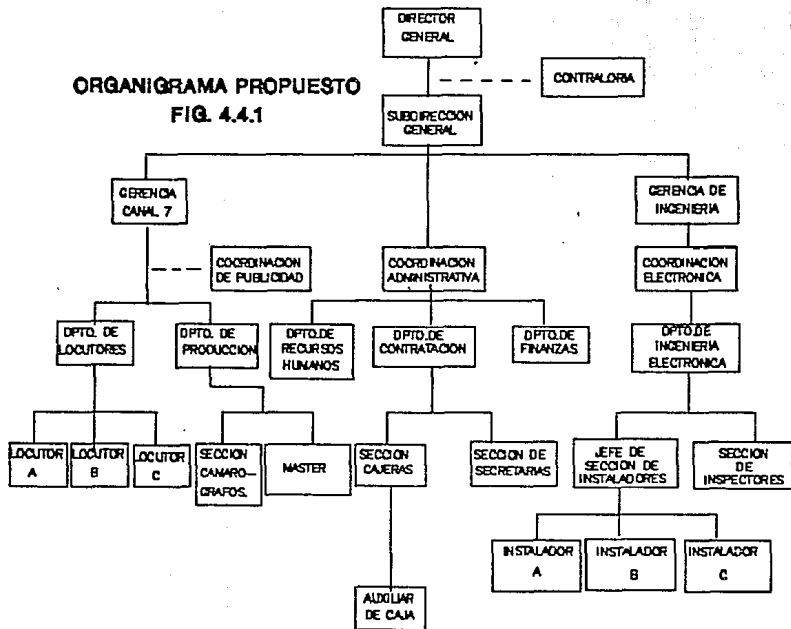 DIRECTOR
GENERAL
CONTRALORIA
ORGANIGRAMA PROPUESTO
FIG. 4.4.1
SUBDIRECCION
GENERAL
GERENCIA
CANAL 7
GERENCIA DE
INGENIERIA
COORDINACION
DE PUBLICIDAD
COORDINACION
ADMINISTRATIVA
COORDINACION
ELECTRONICA
DPTO. DE
LOCUTORES
DPTO. DE
PRODUCCION
DPTO.DE
RECURSOS
HUMANOS
DPTO.DE
CONTRATACION
DPTO.DE
FINANZAS
DPTO.DE
INGENIERIA
ELECTRONICA
LOCUTOR
A
LOCUTOR
B
LOCUTOR
C
SECCION
CAMARO-
GRAFOS.
MASTER
SECCION
CAJERAS
SECCION DE
SECRETARIAS
JEFE DE
SECCION DE
INSTALADORES
SECCION
DE
INSPECTORES
INSTALADOR
A
INSTALADOR
B
INSTALADOR
C
AUXILIAR
DE CAJA